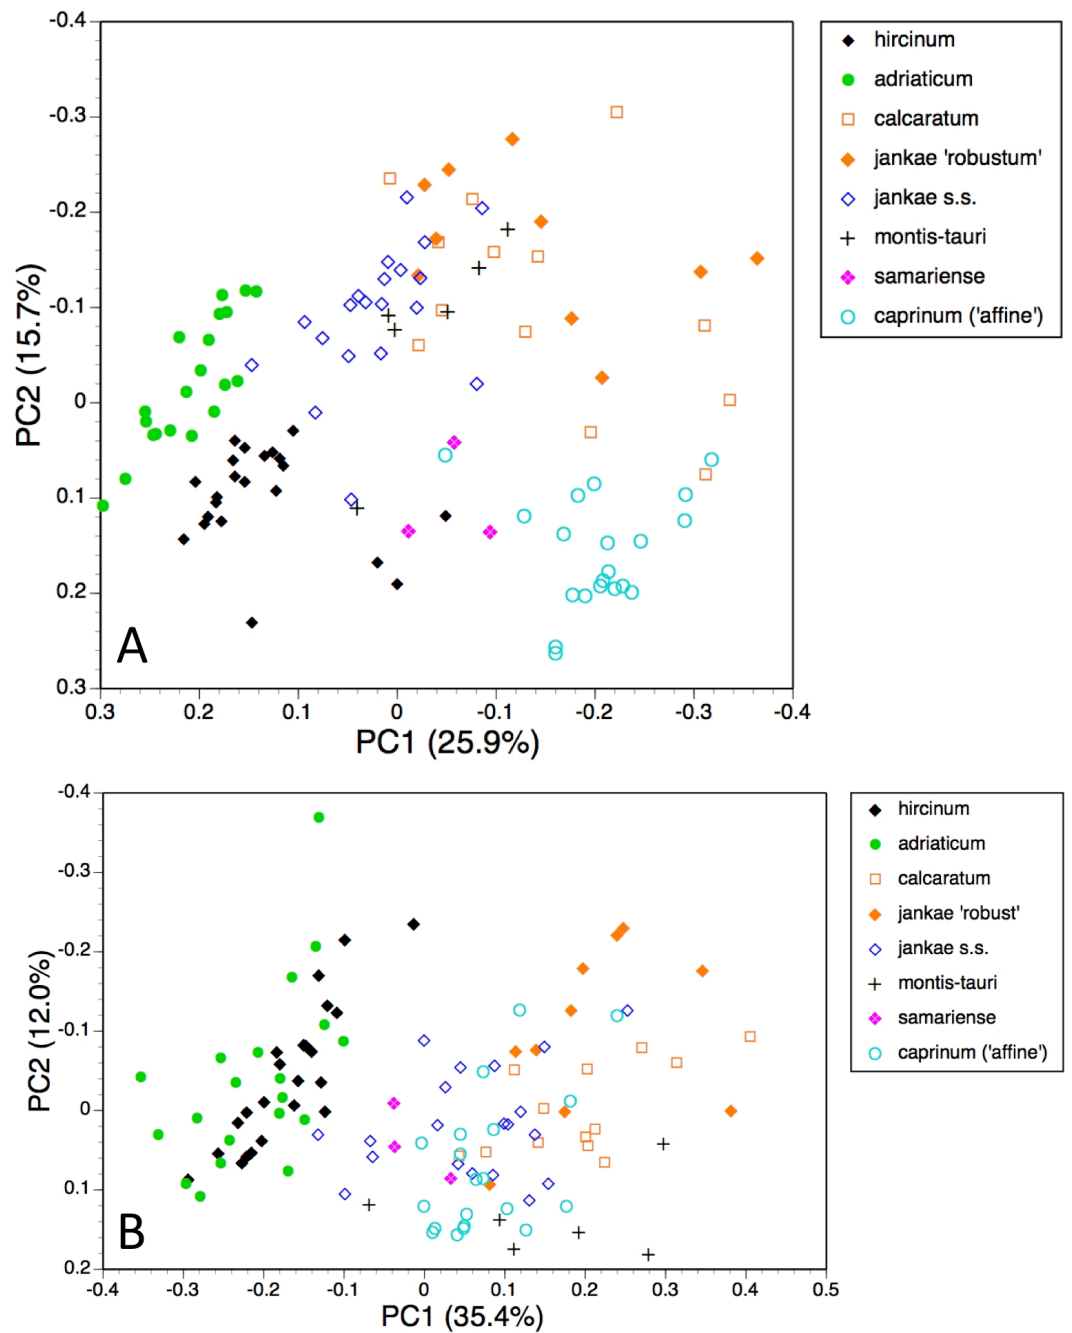 -0.4
-0.3
-0.2
-0.1
0
0.1
0.2
0.3
PC2 (15.7%)
A
0.3 0.2 0.1 0 -0.1 -0.2 -0.3 -0.4
PC1 (25.9%)
hircinum
adriaticum
calcaratum
jankae 'robustum'
jankae s.s.
montis-tauri
samariense
caprinum ('affine')
-0.4
-0.3
-0.2
-0.1
0
0.1
0.2
PC2 (12.0%)
B
-0.4 -0.3 -0.2 -0.1 0 0.1 0.2 0.3 0.4 0.5
PC1 (35.4%)
hircinum
adriaticum
calcaratum
jankae 'robust'
jankae s.s.
montis-tauri
samariense
caprinum ('affine')